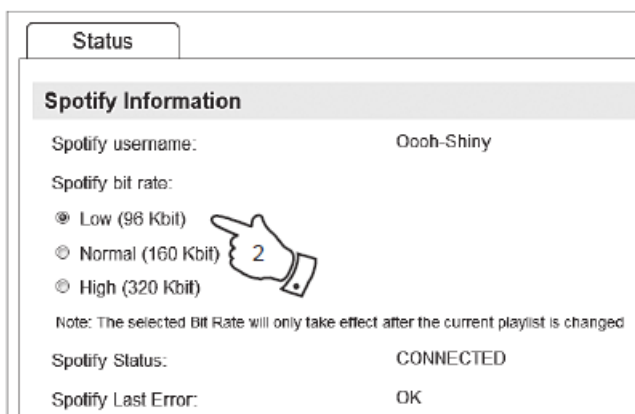 Status
Spotify Information
Spotify username: Oooh-Shiny
Spotify bit rate:
Low (96 Kbit)
Normal (160 Kbit)
2
High (320 Kbit)
Note: The selected Bit Rate will only take effect after the current playlist is changed
Spotify Status: CONNECTED
Spotify Last Error: OK